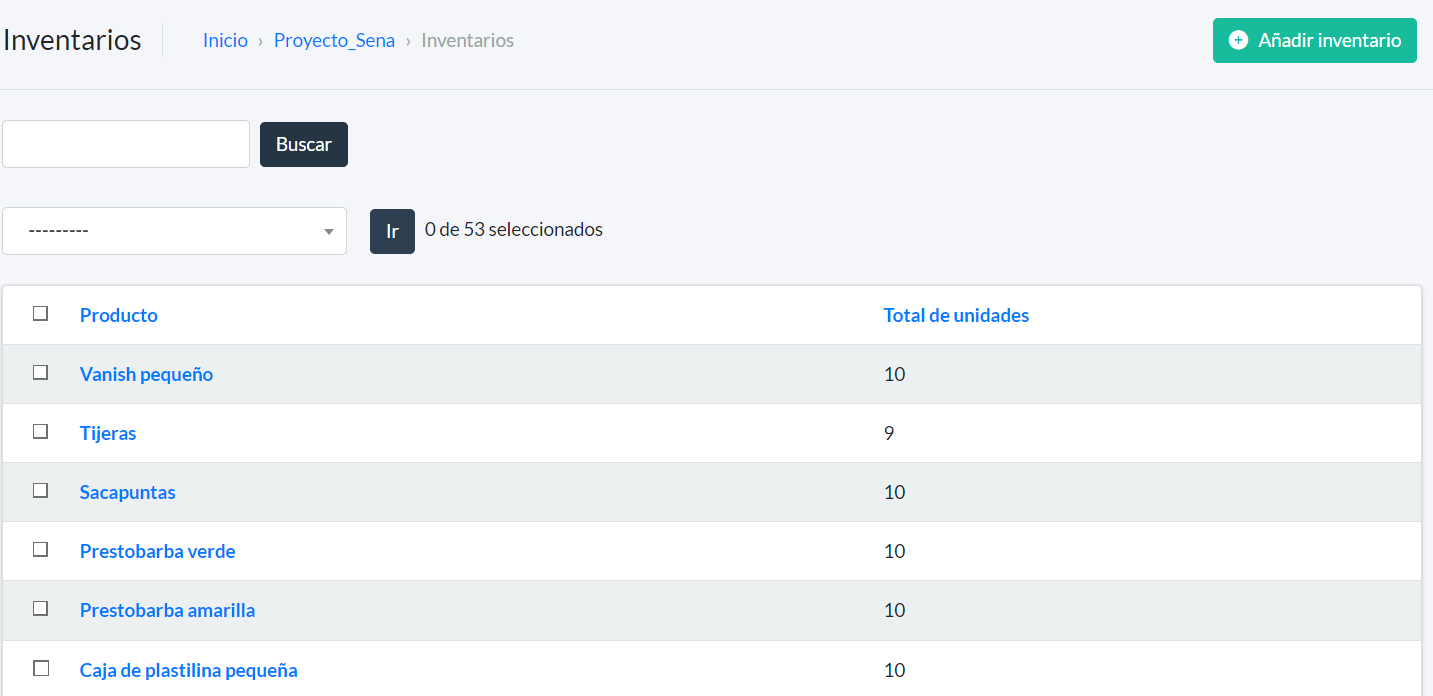 Inventarios
Inicio › Proyecto_Sena › Inventarios
Añadir inventario
Buscar
---------
Ir
0 de 53 seleccionados
Producto Total de unidades
Vanish pequeño 10
Tijeras 9
Sacapuntas 10
Prestobarba verde 10
Prestobarba amarilla 10
Caja de plastilina pequeña 10